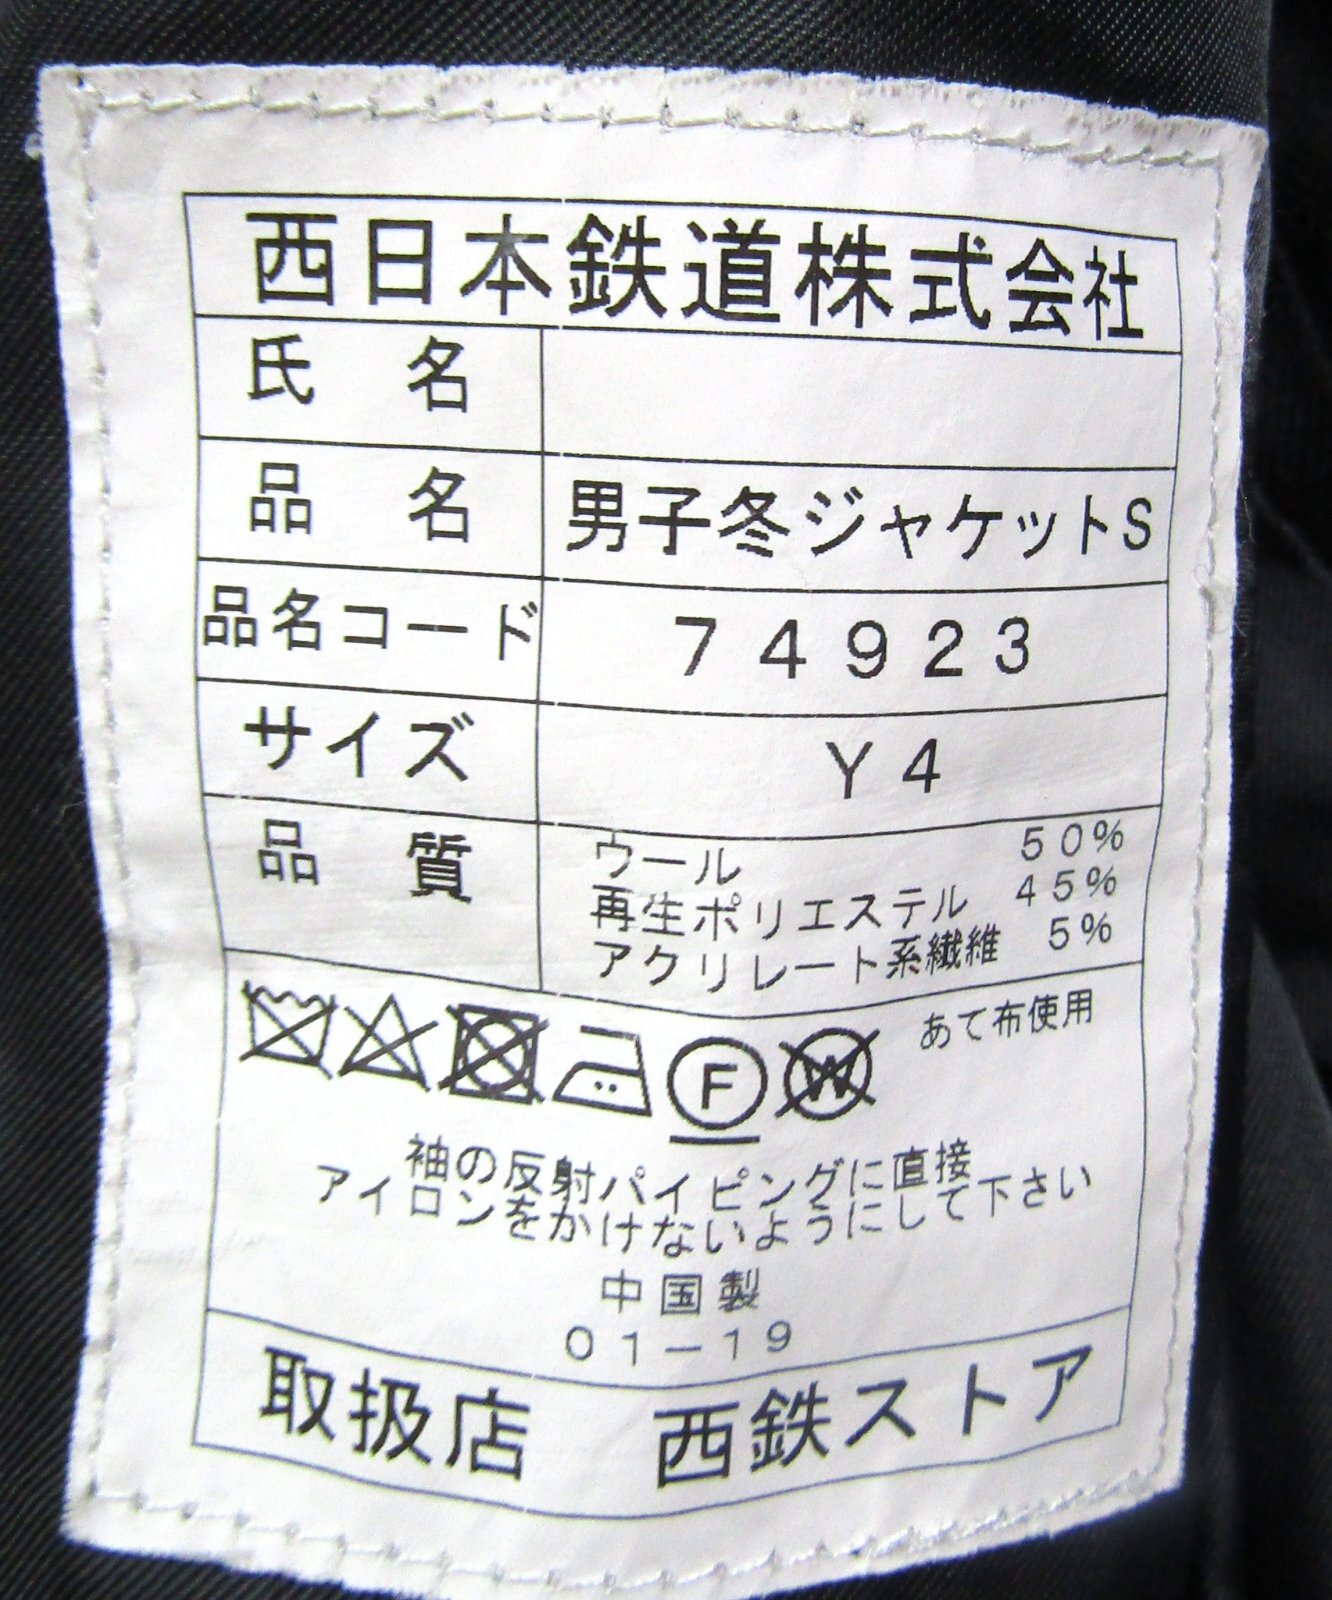 西日本鉄道株式会社
氏名
品名 男子冬ジャケットS
品名コード 74923
サイズ Y4
品質 ウール 50%
再生ポリエステル 45%
アクリレート系繊維 5%
F W あて布使用
袖の反射パイピングに直接
アイロンをかけないようにして下さい
中国製
01-19
取扱店 西鉄ストア